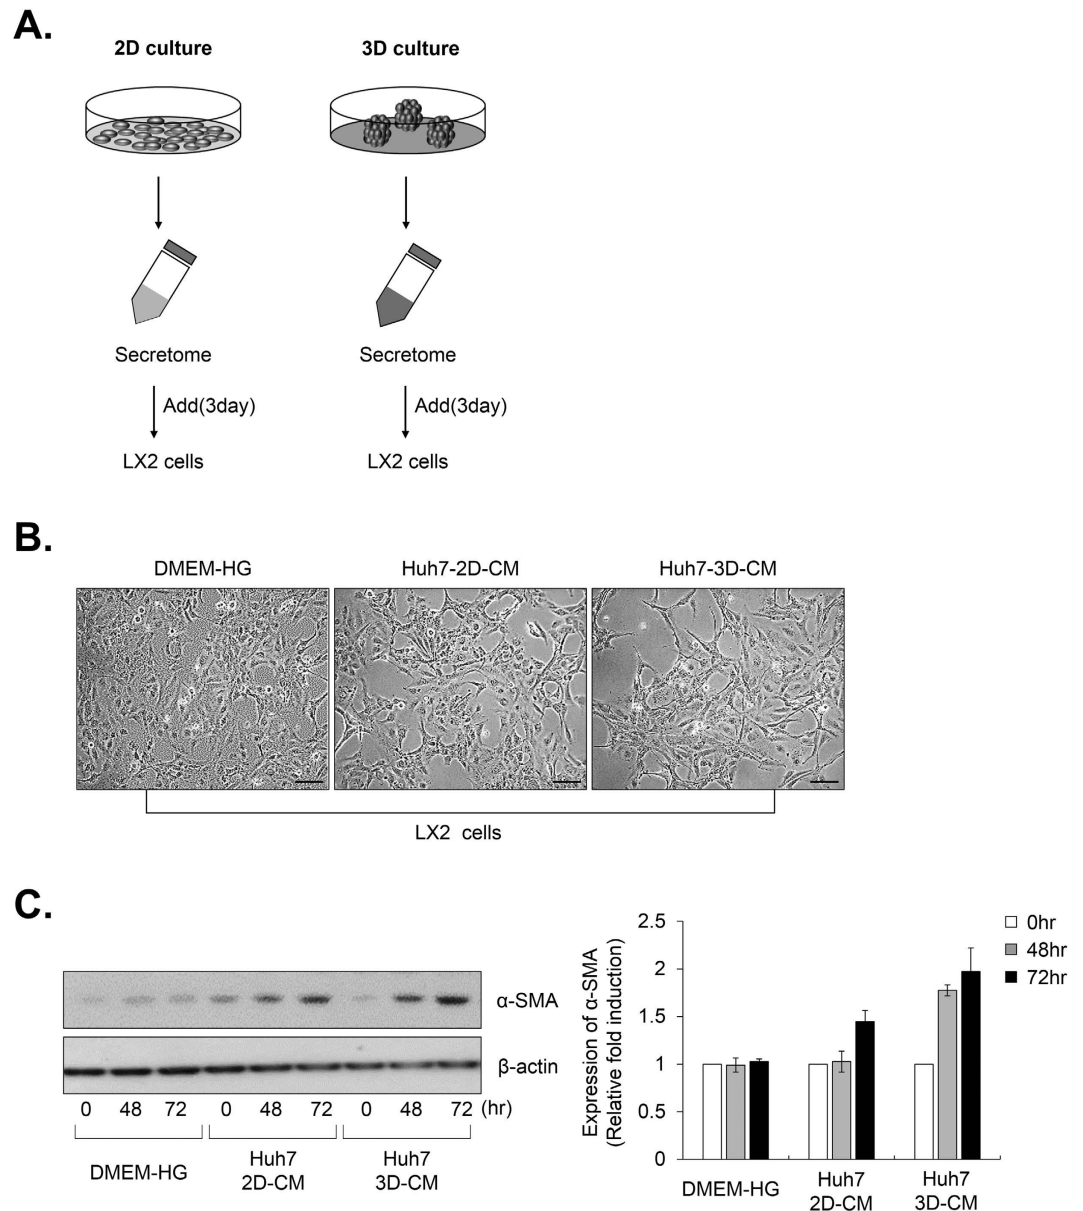 A.
2D culture
3D culture
Secretome
Secretome
Add(3day)
Add(3day)
LX2 cells
LX2 cells
B.
DMEM-HG
Huh7-2D-CM
Huh7-3D-CM
LX2 cells
C.
α-SMA
β-actin
0 48 72 0 48 72 0 48 72 (hr)
DMEM-HG
Huh7
2D-CM
Huh7
3D-CM
Expression of α-SMA
(Relative fold induction)
2.5
2
1.5
1
0.5
0
DMEM-HG
Huh7
2D-CM
Huh7
3D-CM
0hr
48hr
72hr